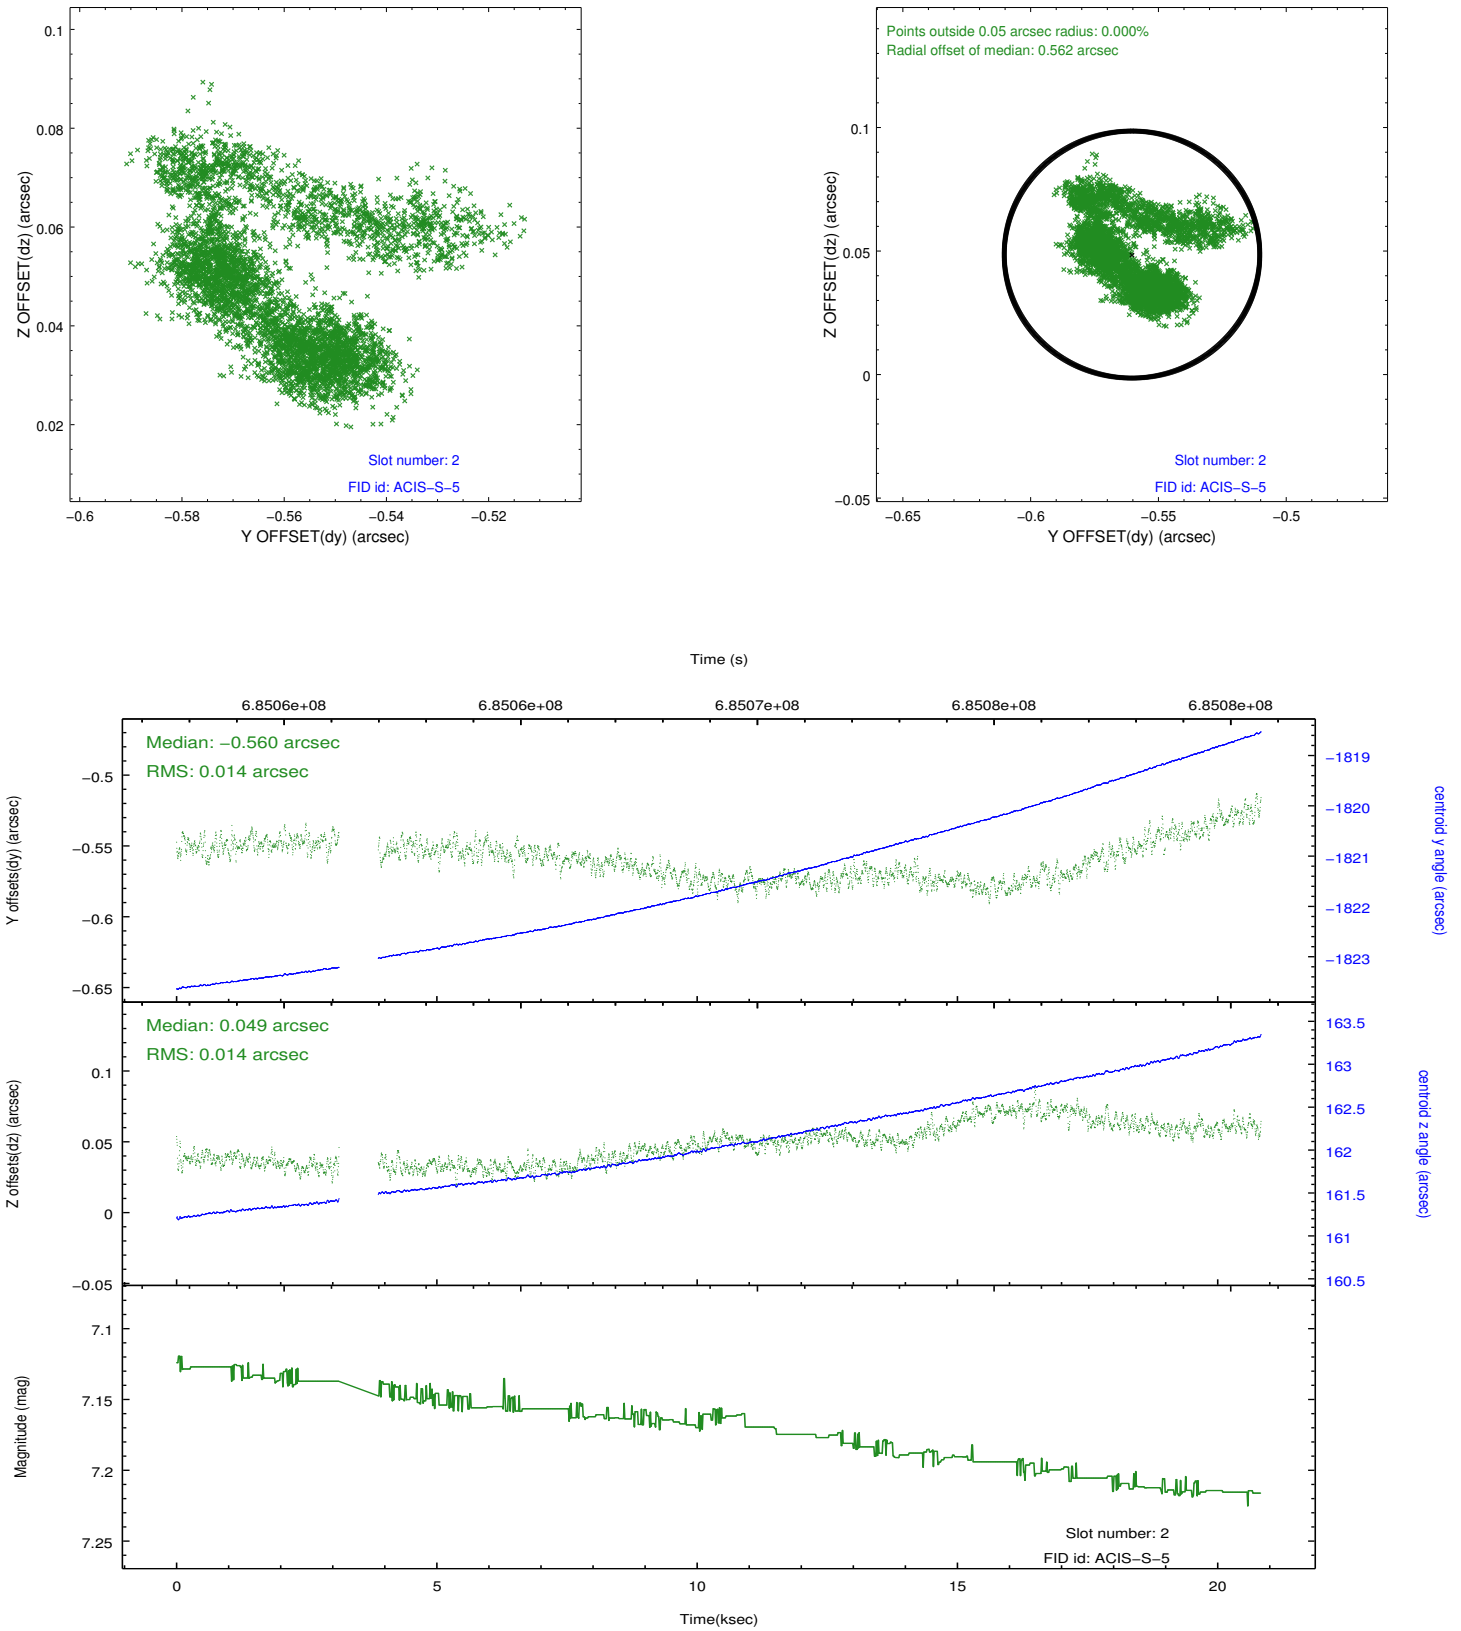 0.1
0.08
0.06
0.04
0.02
Z OFFSET(dz) (arcsec)
Slot number: 2
FID id: ACIS−S−5
−0.6 −0.58 −0.56 −0.54 −0.52
Y OFFSET(dy) (arcsec)
Points outside 0.05 arcsec radius: 0.000%
Radial offset of median: 0.562 arcsec
0.1
0.05
0
−0.05
Z OFFSET(dz) (arcsec)
Slot number: 2
FID id: ACIS−S−5
−0.65 −0.6 −0.55 −0.5
Y OFFSET(dy) (arcsec)
Time (s)
6.8506e+08 6.8506e+08 6.8507e+08 6.8508e+08 6.8508e+08
Median: −0.560 arcsec
RMS: 0.014 arcsec
−0.5
−0.55
−0.6
−0.65
Y offsets(dy) (arcsec)
−1819
−1820
−1821
−1822
−1823
centroid y angle (arcsec)
Median: 0.049 arcsec
RMS: 0.014 arcsec
0.1
0.05
0
−0.05
Z offsets(dz) (arcsec)
163.5
163
162.5
162
161.5
161
160.5
centroid z angle (arcsec)
7.1
7.15
7.2
7.25
Magnitude (mag)
Slot number: 2
FID id: ACIS−S−5
0 5 10 15 20
Time(ksec)